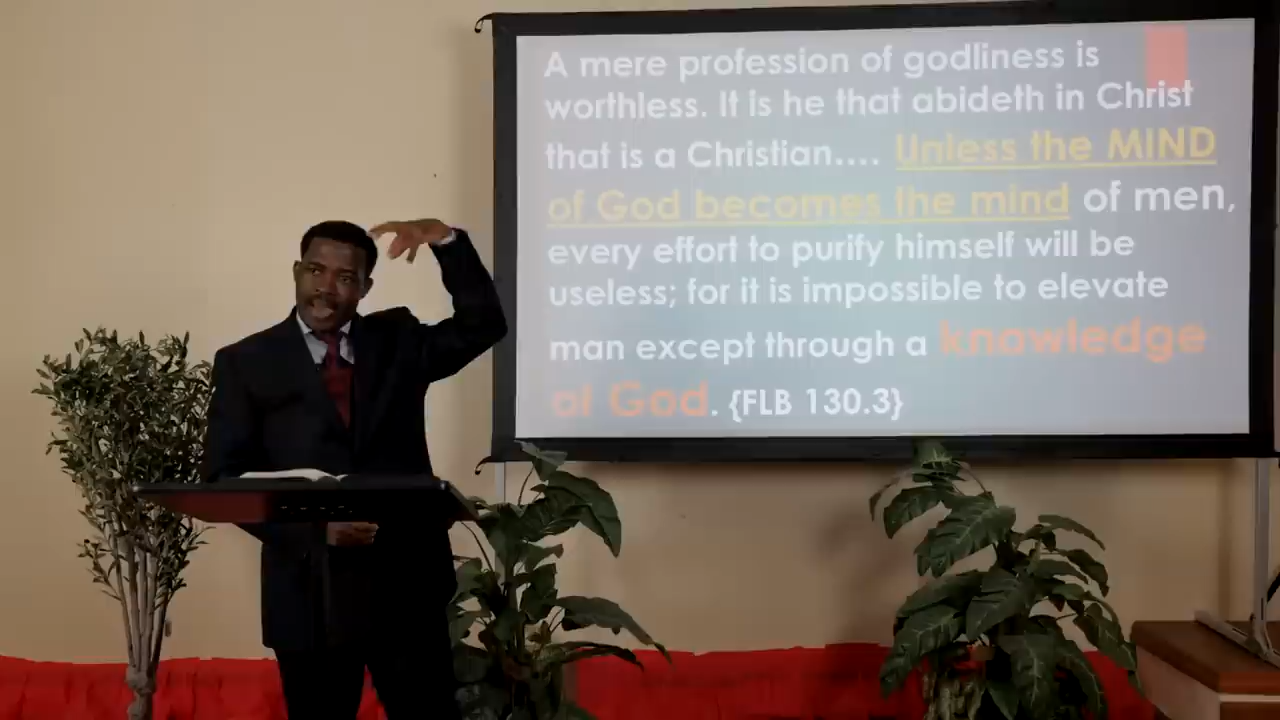 A mere profession of godliness is
worthless. It is he that abideth in Christ
that is a Christian.... Unless the MIND
of God becomes the mind of men,
every effort to purify himself will be
useless; for it is impossible to elevate
man except through a knowledge
of God. {FLB 130.3}